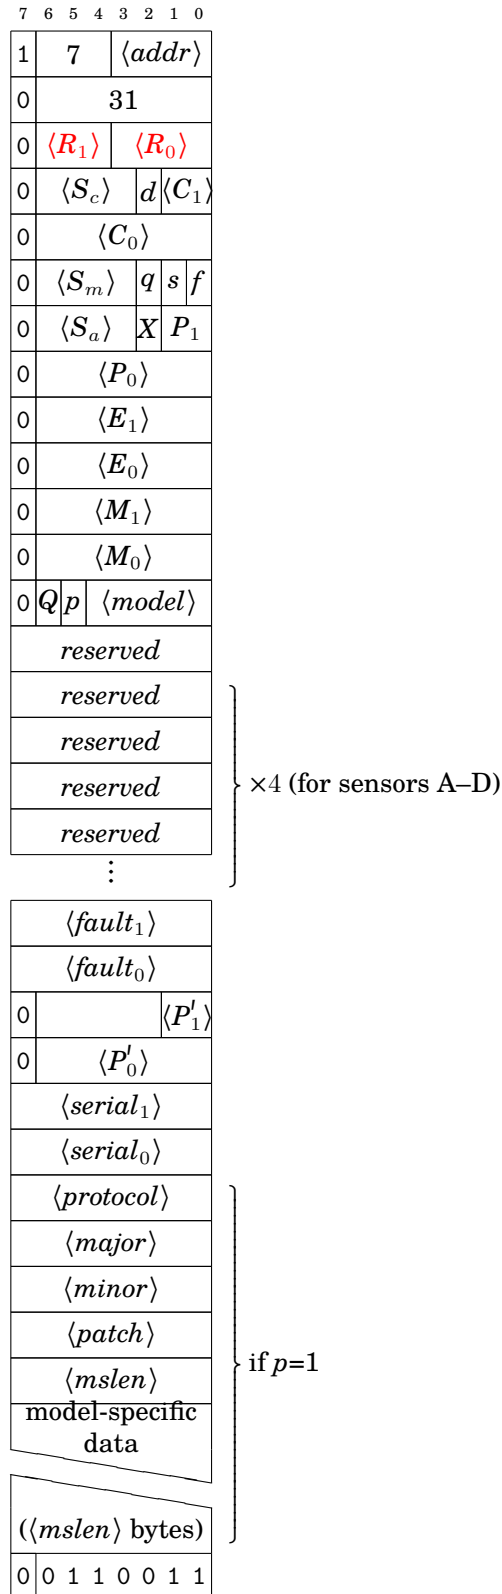 7 6 5 4 3 2 1 0
1 7 ⟨addr⟩
0 31
0 ⟨R₁⟩ ⟨R₀⟩
0 ⟨S_c⟩ d ⟨C₁⟩
0 ⟨C₀⟩
0 ⟨S_m⟩ q s f
0 ⟨S_a⟩ X P₁
0 ⟨P₀⟩
0 ⟨E₁⟩
0 ⟨E₀⟩
0 ⟨M₁⟩
0 ⟨M₀⟩
0 Q p ⟨model⟩
reserved
reserved
reserved
×4 (for sensors A–D)
reserved
reserved
⋮
⟨fault₁⟩
⟨fault₀⟩
0 ⟨P′₁⟩
0 ⟨P′₀⟩
⟨serial₁⟩
⟨serial₀⟩
⟨protocol⟩
⟨major⟩
⟨minor⟩
⟨patch⟩
⟨mslen⟩
if p=1
model-specific
data
(⟨mslen⟩ bytes)
0 0 1 1 0 0 1 1